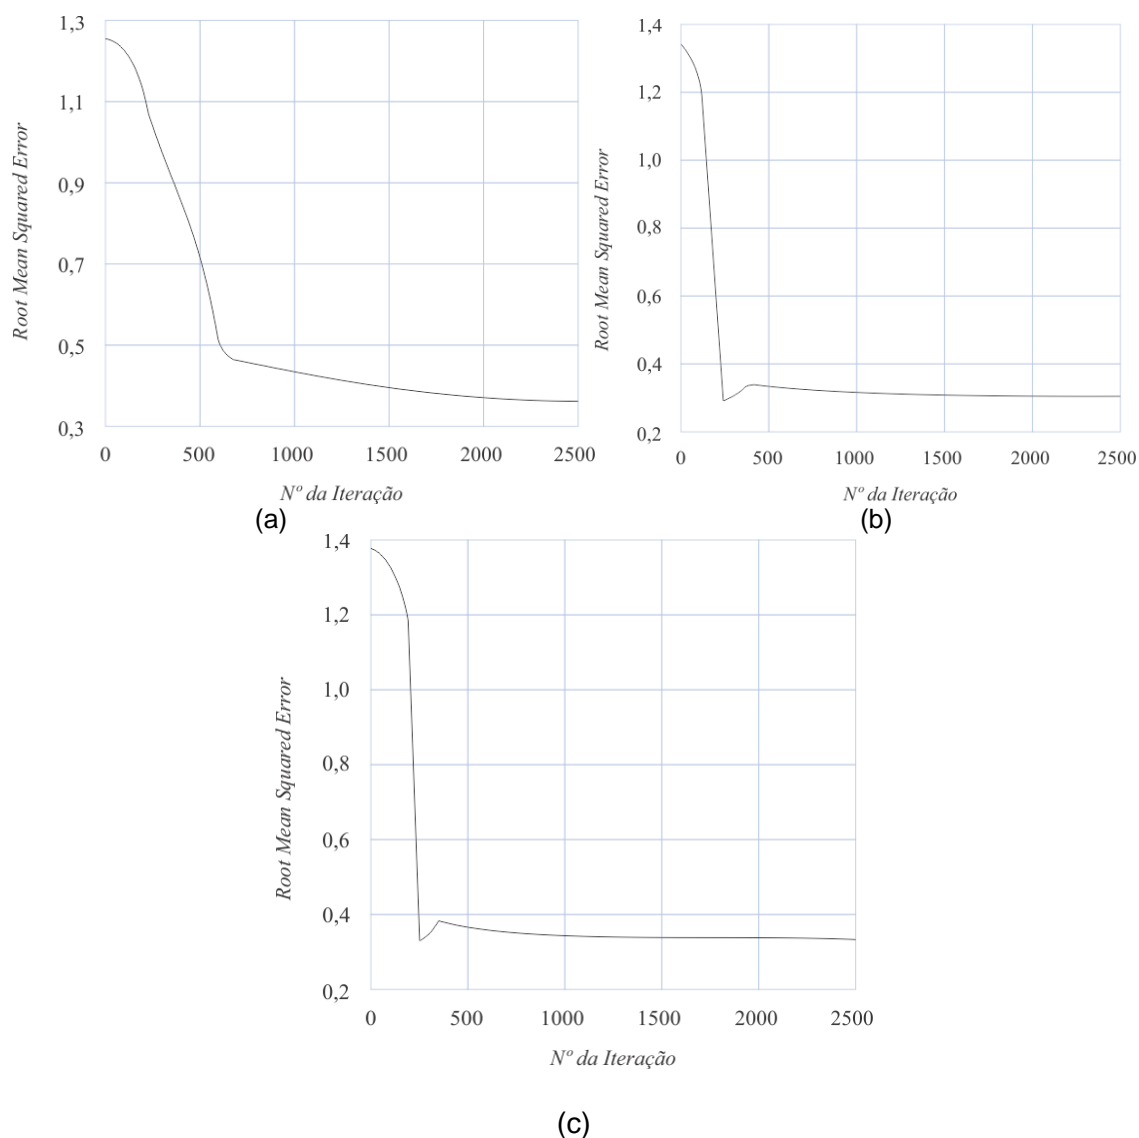 Root Mean Squared Error
1,3
1,1
0,9
0,7
0,5
0,3
0 500 1000 1500 2000 2500
Nº da Iteração
(a)
Root Mean Squared Error
1,4
1,2
1,0
0,8
0,6
0,4
0,2
0 500 1000 1500 2000 2500
Nº da Iteração
(b)
Root Mean Squared Error
1,4
1,2
1,0
0,8
0,6
0,4
0,2
0 500 1000 1500 2000 2500
Nº da Iteração
(c)